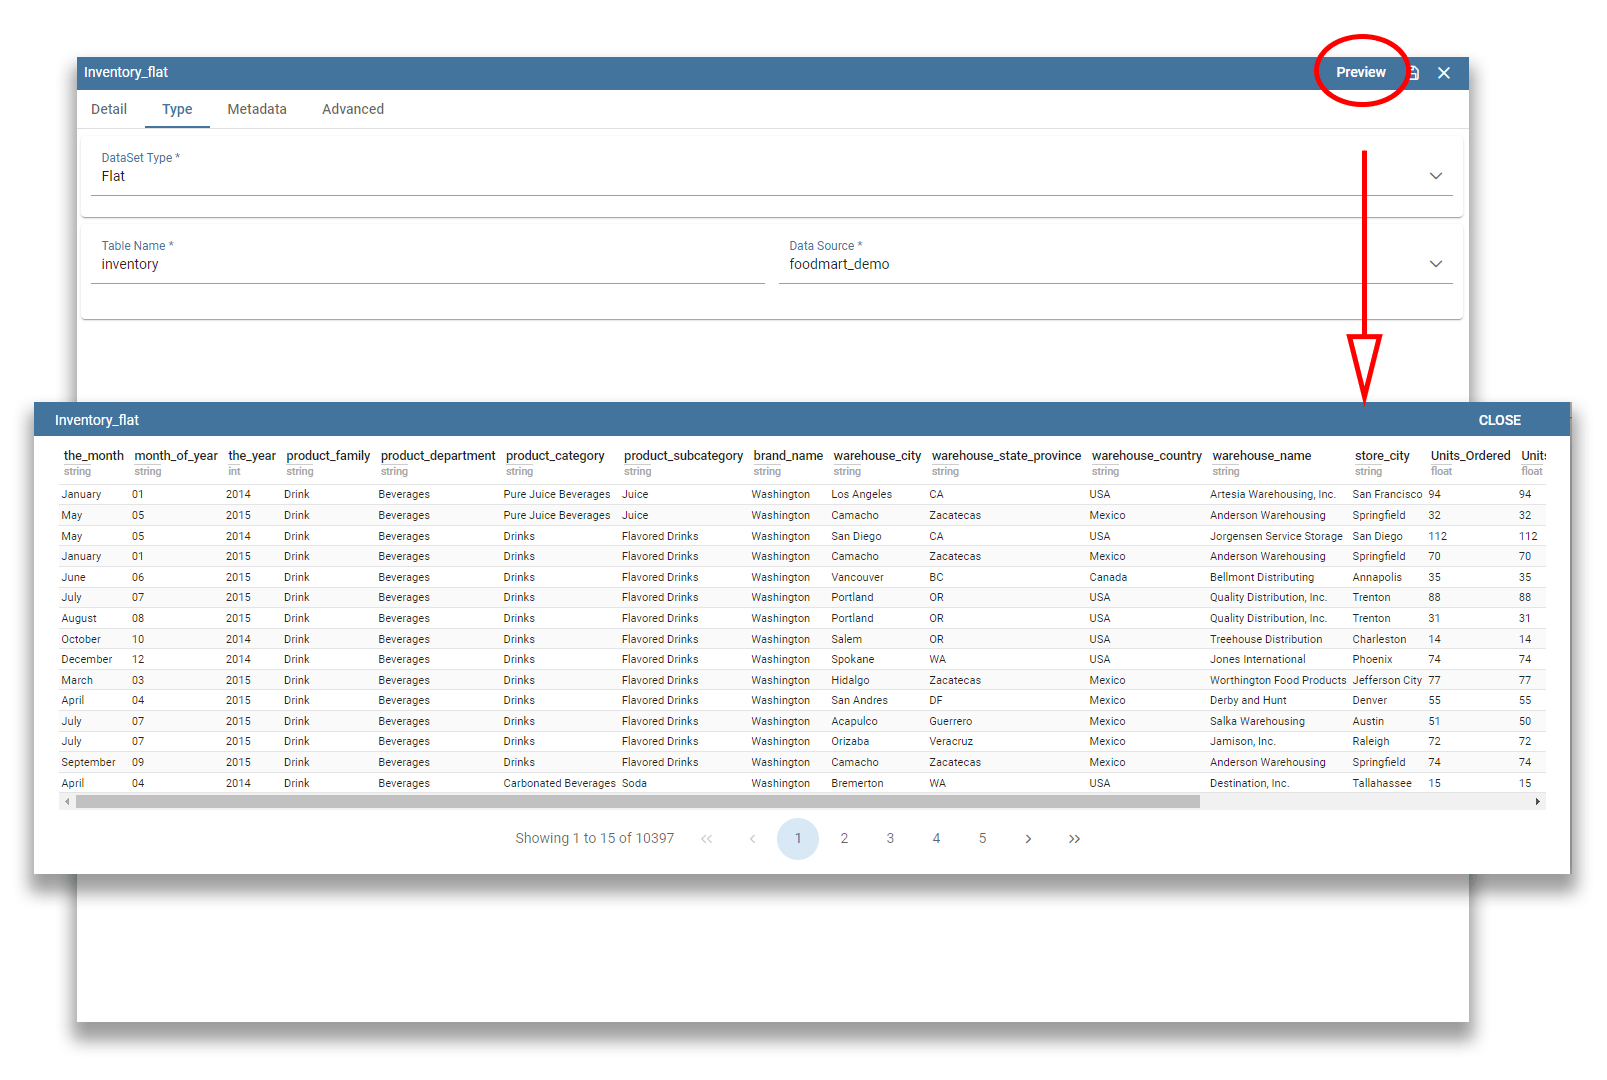 Inventory_flat Preview
Detail Type Metadata Advanced
DataSet Type *
Flat
Table Name * Data Source *
inventory foodmart_demo
Inventory_flat CLOSE
the_month month_of_year the_year product_family product_department product_category product_subcategory brand_name warehouse_city warehouse_state_province warehouse_country warehouse_name store_city Units_Ordered Units
string string int string string string string string string string string string string float float
January 01 2014 Drink Beverages Pure Juice Beverages Juice Washington Los Angeles CA USA Artesia Warehousing, Inc. San Francisco 94 94
May 05 2015 Drink Beverages Pure Juice Beverages Juice Washington Camacho Zacatecas Mexico Anderson Warehousing Springfield 32 32
May 05 2014 Drink Beverages Drinks Flavored Drinks Washington San Diego CA USA Jorgensen Service Storage San Diego 112 112
January 01 2015 Drink Beverages Drinks Flavored Drinks Washington Camacho Zacatecas Mexico Anderson Warehousing Springfield 70 70
June 06 2015 Drink Beverages Drinks Flavored Drinks Washington Vancouver BC Canada Bellmont Distributing Annapolis 35 35
July 07 2015 Drink Beverages Drinks Flavored Drinks Washington Portland OR USA Quality Distribution, Inc. Trenton 88 88
August 08 2015 Drink Beverages Drinks Flavored Drinks Washington Portland OR USA Quality Distribution, Inc. Trenton 31 31
October 10 2014 Drink Beverages Drinks Flavored Drinks Washington Salem OR USA Treehouse Distribution Charleston 14 14
December 12 2014 Drink Beverages Drinks Flavored Drinks Washington Spokane WA USA Jones International Phoenix 74 74
March 03 2015 Drink Beverages Drinks Flavored Drinks Washington Hidalgo Zacatecas Mexico Worthington Food Products Jefferson City 77 77
April 04 2015 Drink Beverages Drinks Flavored Drinks Washington San Andres DF Mexico Derby and Hunt Denver 55 55
July 07 2015 Drink Beverages Drinks Flavored Drinks Washington Acapulco Guerrero Mexico Salka Warehousing Austin 51 50
July 07 2015 Drink Beverages Drinks Flavored Drinks Washington Orizaba Veracruz Mexico Jamison, Inc. Raleigh 72 72
September 09 2015 Drink Beverages Drinks Flavored Drinks Washington Camacho Zacatecas Mexico Anderson Warehousing Springfield 74 74
April 04 2014 Drink Beverages Carbonated Beverages Soda Washington Bremerton WA USA Destination, Inc. Tallahassee 15 15
Showing 1 to 15 of 10397 « ‹ 1 2 3 4 5 › »